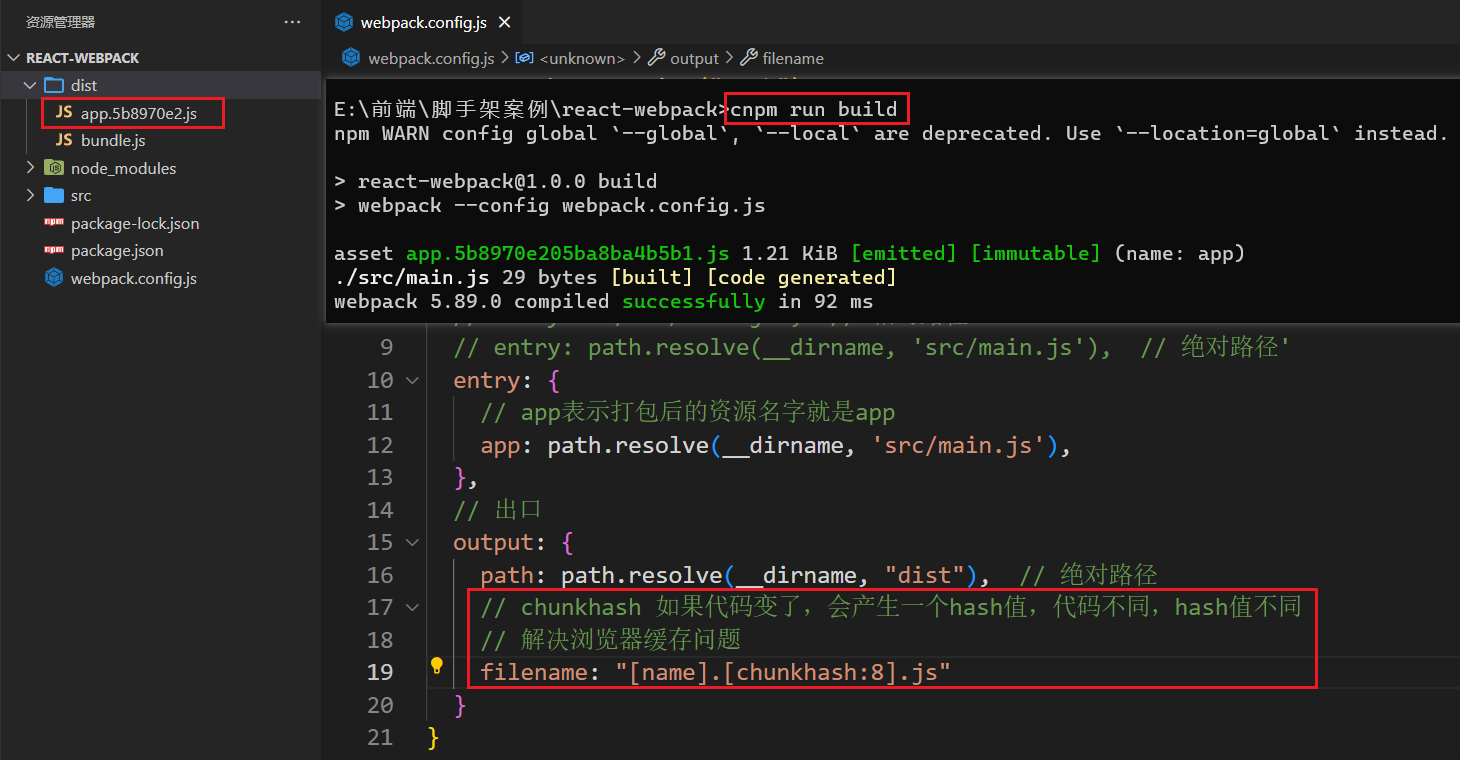 资源管理器
REACT-WEBPACK
dist
JS app.5b8970e2.js
JS bundle.js
node_modules
src
npm package-lock.json
npm package.json
webpack.config.js
webpack.config.js
webpack.config.js > <unknown> > output > filename
E:\前端\脚手架案例\react-webpack>cnpm run build
npm WARN config global `--global`, `--local` are deprecated. Use `--location=global` instead.
> react-webpack@1.0.0 build
> webpack --config webpack.config.js
asset app.5b8970e205ba8ba4b5b1.js 1.21 KiB [emitted] [immutable] (name: app)
./src/main.js 29 bytes [built] [code generated]
webpack 5.89.0 compiled successfully in 92 ms
9 // entry: path.resolve(__dirname, 'src/main.js'), // 绝对路径'
10 entry: {
11 // app表示打包后的资源名字就是app
12 app: path.resolve(__dirname, 'src/main.js'),
13 },
14 // 出口
15 output: {
16 path: path.resolve(__dirname, "dist"), // 绝对路径
17 // chunkhash 如果代码变了，会产生一个hash值，代码不同，hash值不同
18 // 解决浏览器缓存问题
19 filename: "[name].[chunkhash:8].js"
20 }
21 }